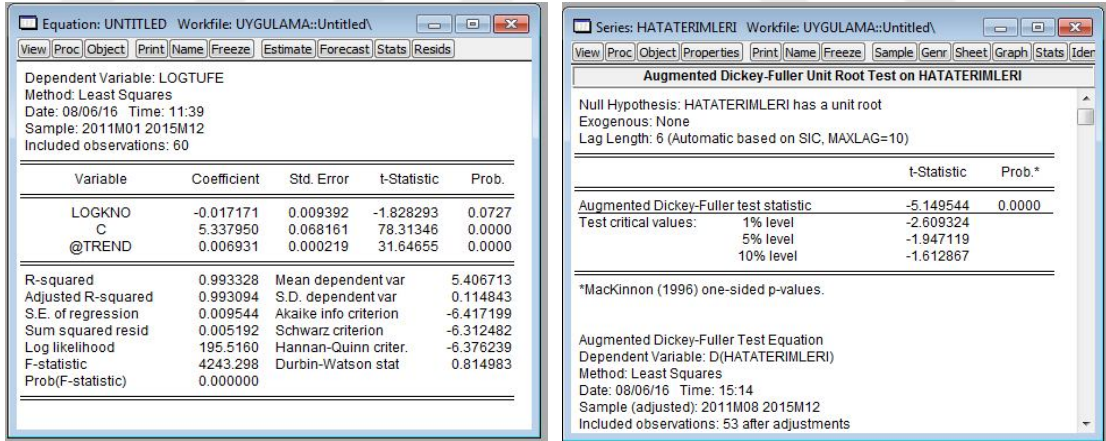 Equation: UNTITLED Workfile: UYGULAMA::Untitled\
View Proc Object Print Name Freeze Estimate Forecast Stats Resids
Dependent Variable: LOGTUFE
Method: Least Squares
Date: 08/06/16 Time: 11:39
Sample: 2011M01 2015M12
Included observations: 60
Variable Coefficient Std. Error t-Statistic Prob.
LOGKNO -0.017171 0.009392 -1.828293 0.0727
C 5.337950 0.068161 78.31346 0.0000
@TREND 0.006931 0.000219 31.64655 0.0000
R-squared 0.993328 Mean dependent var 5.406713
Adjusted R-squared 0.993094 S.D. dependent var 0.114843
S.E. of regression 0.009544 Akaike info criterion -6.417199
Sum squared resid 0.005192 Schwarz criterion -6.312482
Log likelihood 195.5160 Hannan-Quinn criter. -6.376239
F-statistic 4243.298 Durbin-Watson stat 0.814983
Prob(F-statistic) 0.000000
Series: HATATERIMLERI Workfile: UYGULAMA::Untitled\
View Proc Object Properties Print Name Freeze Sample Genr Sheet Graph Stats Iden
Augmented Dickey-Fuller Unit Root Test on HATATERIMLERI
Null Hypothesis: HATATERIMLERI has a unit root
Exogenous: None
Lag Length: 6 (Automatic based on SIC, MAXLAG=10)
t-Statistic Prob.*
Augmented Dickey-Fuller test statistic -5.149544 0.0000
Test critical values: 1% level -2.609324
5% level -1.947119
10% level -1.612867
*MacKinnon (1996) one-sided p-values.
Augmented Dickey-Fuller Test Equation
Dependent Variable: D(HATATERIMLERI)
Method: Least Squares
Date: 08/06/16 Time: 15:14
Sample (adjusted): 2011M08 2015M12
Included observations: 53 after adjustments